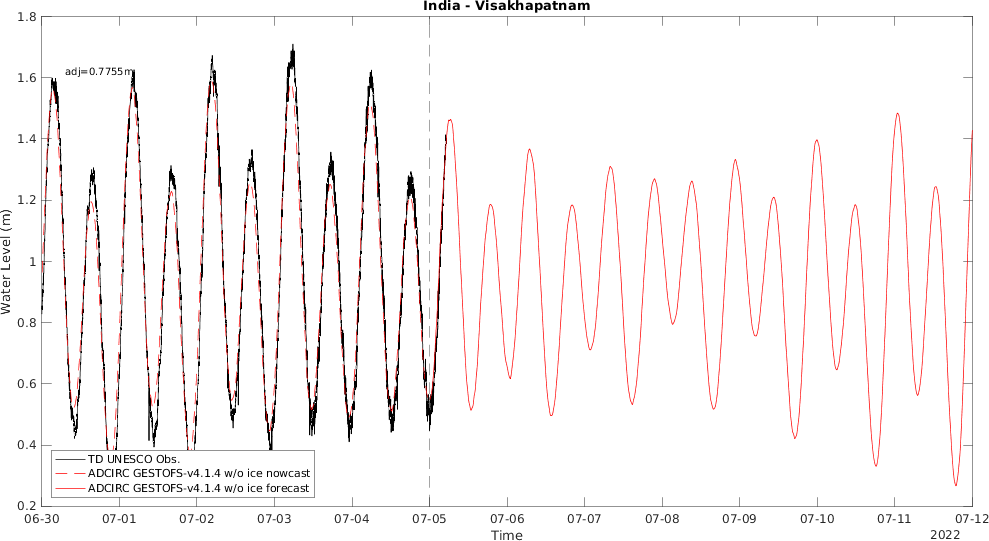 India - Visakhapatnam
1.8
1.6
1.4
1.2
1
0.8
0.6
0.4
0.2
Water Level (m)
adj=0.7755m
TD UNESCO Obs.
ADCIRC GESTOFS-v4.1.4 w/o ice nowcast
ADCIRC GESTOFS-v4.1.4 w/o ice forecast
06-30 07-01 07-02 07-03 07-04 07-05 07-06 07-07 07-08 07-09 07-10 07-11 07-12
Time
2022